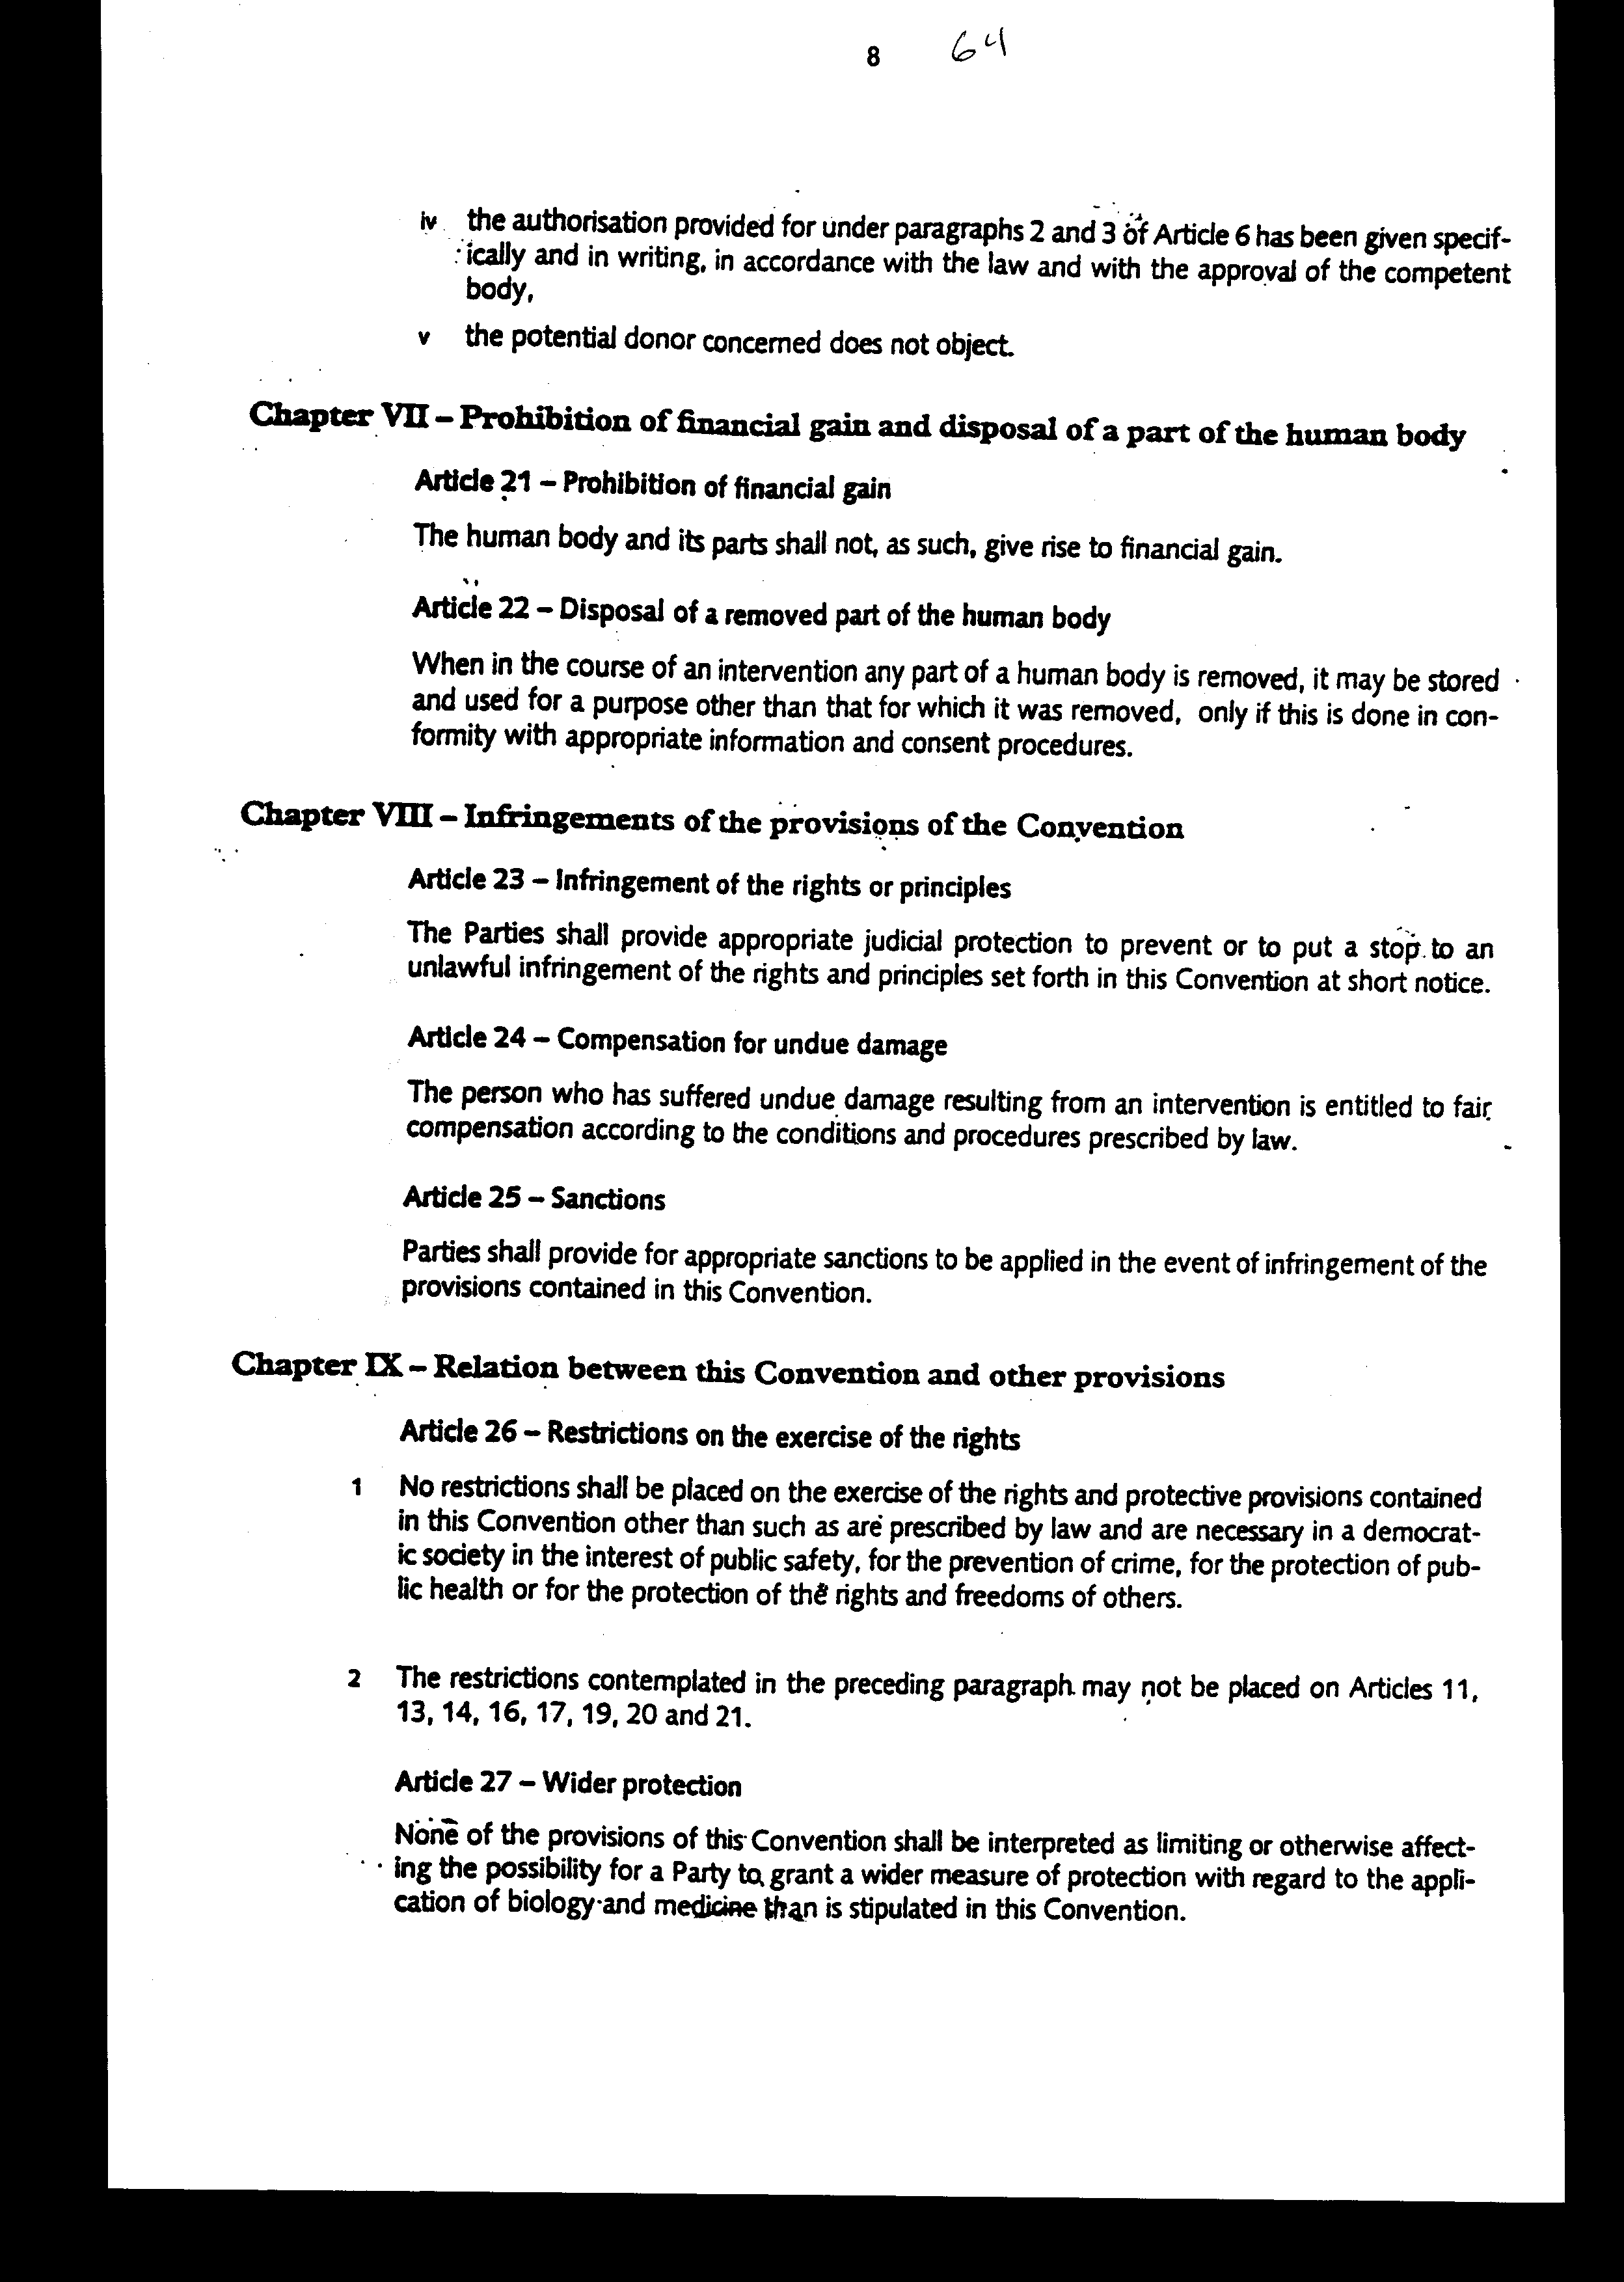 8 64
iv the authorisation provided for under paragraphs 2 and 3 of Article 6 has been given specif-
ically and in writing, in accordance with the law and with the approval of the competent
body,
v the potential donor concerned does not object.
Chapter VII – Prohibition of financial gain and disposal of a part of the human body
Article 21 – Prohibition of financial gain
The human body and its parts shall not, as such, give rise to financial gain.
Article 22 – Disposal of a removed part of the human body
When in the course of an intervention any part of a human body is removed, it may be stored
and used for a purpose other than that for which it was removed, only if this is done in con-
formity with appropriate information and consent procedures.
Chapter VIII – Infringements of the provisions of the Convention
Article 23 – Infringement of the rights or principles
The Parties shall provide appropriate judicial protection to prevent or to put a stop to an
unlawful infringement of the rights and principles set forth in this Convention at short notice.
Article 24 – Compensation for undue damage
The person who has suffered undue damage resulting from an intervention is entitled to fair
compensation according to the conditions and procedures prescribed by law.
Article 25 – Sanctions
Parties shall provide for appropriate sanctions to be applied in the event of infringement of the
provisions contained in this Convention.
Chapter IX – Relation between this Convention and other provisions
Article 26 – Restrictions on the exercise of the rights
1 No restrictions shall be placed on the exercise of the rights and protective provisions contained
in this Convention other than such as are prescribed by law and are necessary in a democrat-
ic society in the interest of public safety, for the prevention of crime, for the protection of pub-
lic health or for the protection of the rights and freedoms of others.
2 The restrictions contemplated in the preceding paragraph may not be placed on Articles 11,
13, 14, 16, 17, 19, 20 and 21.
Article 27 – Wider protection
None of the provisions of this Convention shall be interpreted as limiting or otherwise affect-
ing the possibility for a Party to grant a wider measure of protection with regard to the appli-
cation of biology and medicine than is stipulated in this Convention.